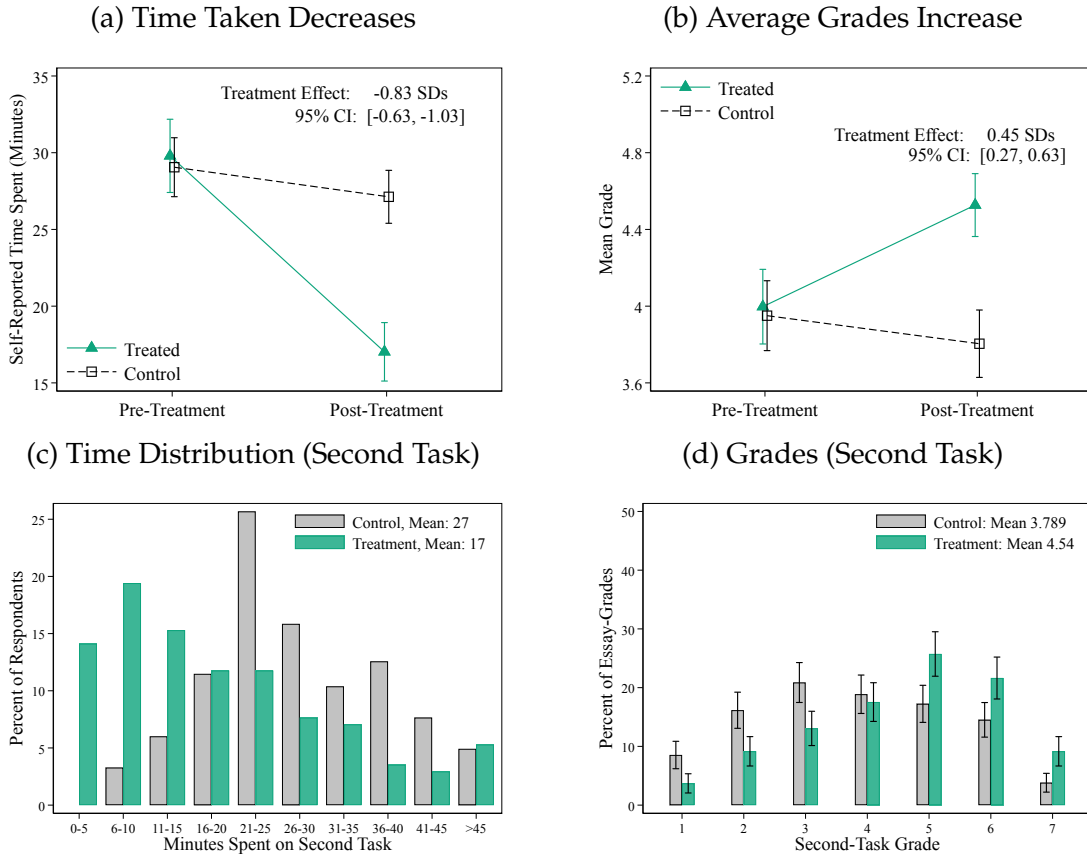 (a) Time Taken Decreases
35
30
25
20
15
Self-Reported Time Spent (Minutes)
Treatment Effect: -0.83 SDs
95% CI: [-0.63, -1.03]
Treated
Control
Pre-Treatment Post-Treatment
(b) Average Grades Increase
5.2
4.8
4.4
4
3.6
Mean Grade
Treated
Control
Treatment Effect: 0.45 SDs
95% CI: [0.27, 0.63]
Pre-Treatment Post-Treatment
(c) Time Distribution (Second Task)
25
20
15
10
5
0
Percent of Respondents
Control, Mean: 27
Treatment, Mean: 17
0-5 6-10 11-15 16-20 21-25 26-30 31-35 36-40 41-45 >45
Minutes Spent on Second Task
(d) Grades (Second Task)
50
40
30
20
10
0
Percent of Essay-Grades
Control: Mean 3.789
Treatment: Mean 4.54
1 2 3 4 5 6 7
Second-Task Grade